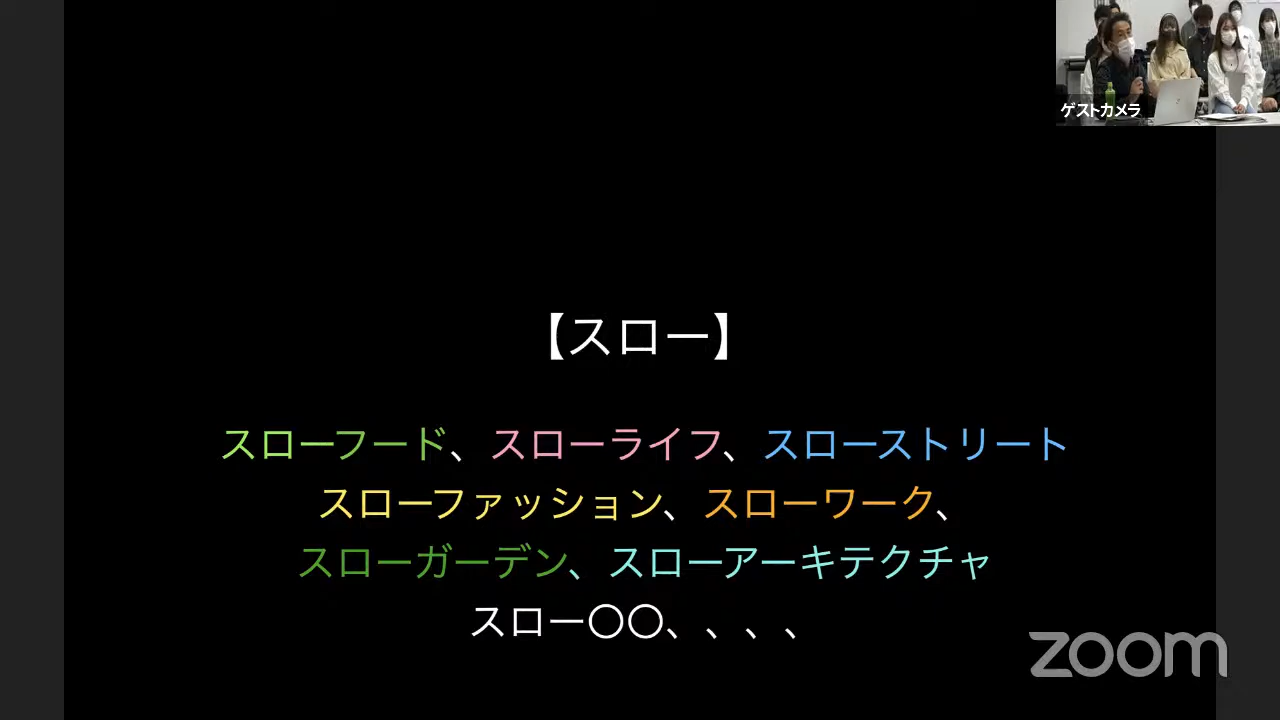 ゲストカメラ
【スロー】
スローフード、スローライフ、スローストリート
スローファッション、スローワーク、
スローガーデン、スローアーキテクチャ
スロー〇〇、、、、
zoom